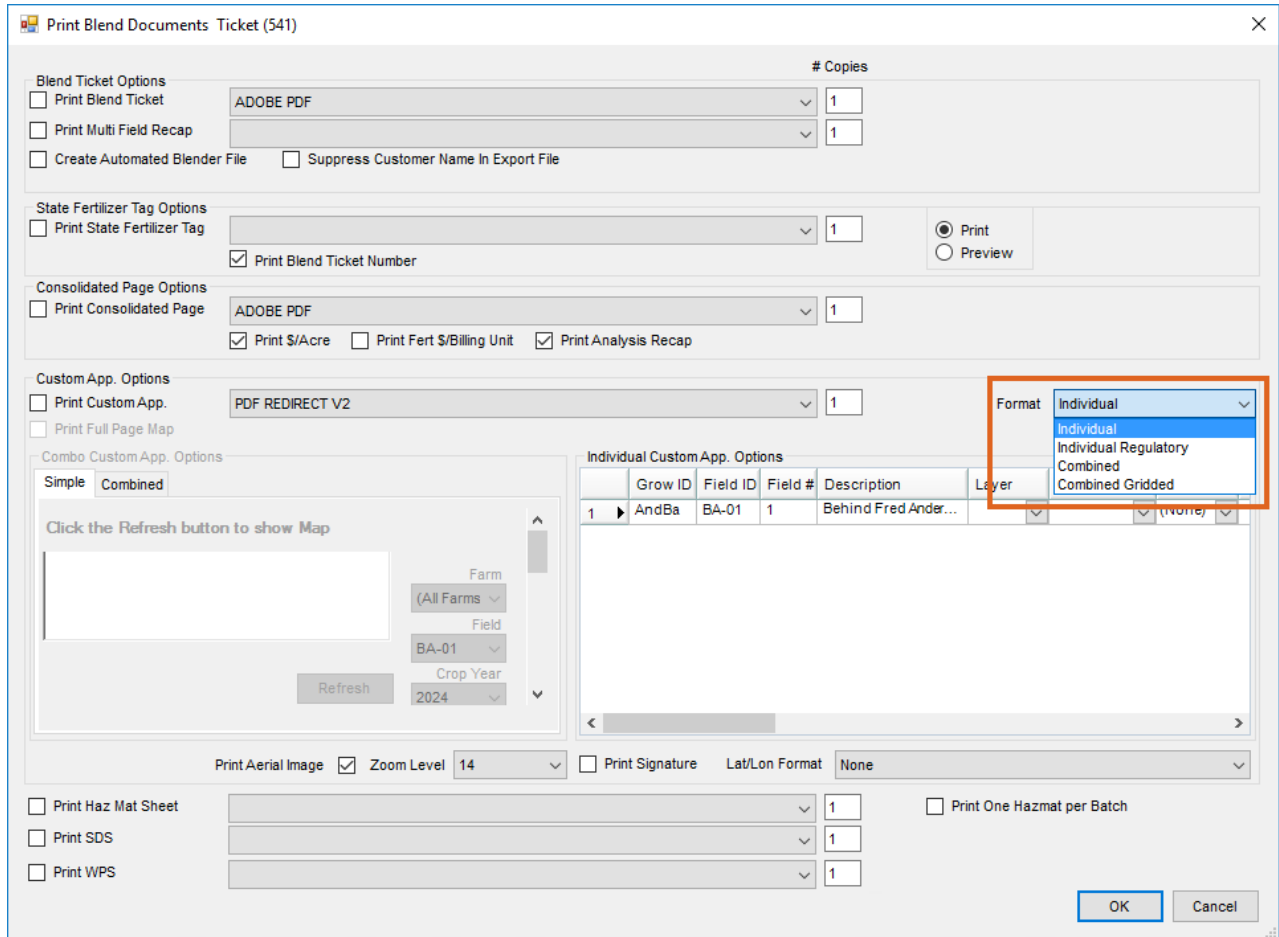 Print Blend Documents  Ticket (541)
# Copies
Blend Ticket Options
Print Blend Ticket ADOBE PDF 1
Print Multi Field Recap 1
Create Automated Blender File Suppress Customer Name In Export File
State Fertilizer Tag Options
Print State Fertilizer Tag 1 Print
Preview
Print Blend Ticket Number
Consolidated Page Options
Print Consolidated Page ADOBE PDF 1
Print $/Acre Print Fert $/Billing Unit Print Analysis Recap
Custom App. Options
Print Custom App. PDF REDIRECT V2 1 Format Individual
Print Full Page Map
Individual
Individual Regulatory
Combined
Combined Gridded
Combo Custom App. Options
Simple Combined
Click the Refresh button to show Map
Farm
(All Farms
Field
BA-01
Crop Year
Refresh 2024
Individual Custom App. Options
Grow ID Field ID Field # Description Layer
1 AndBa BA-01 1 Behind Fred Ander... (None)
Print Aerial Image Zoom Level 14 Print Signature Lat/Lon Format None
Print Haz Mat Sheet 1 Print One Hazmat per Batch
Print SDS 1
Print WPS 1
OK Cancel